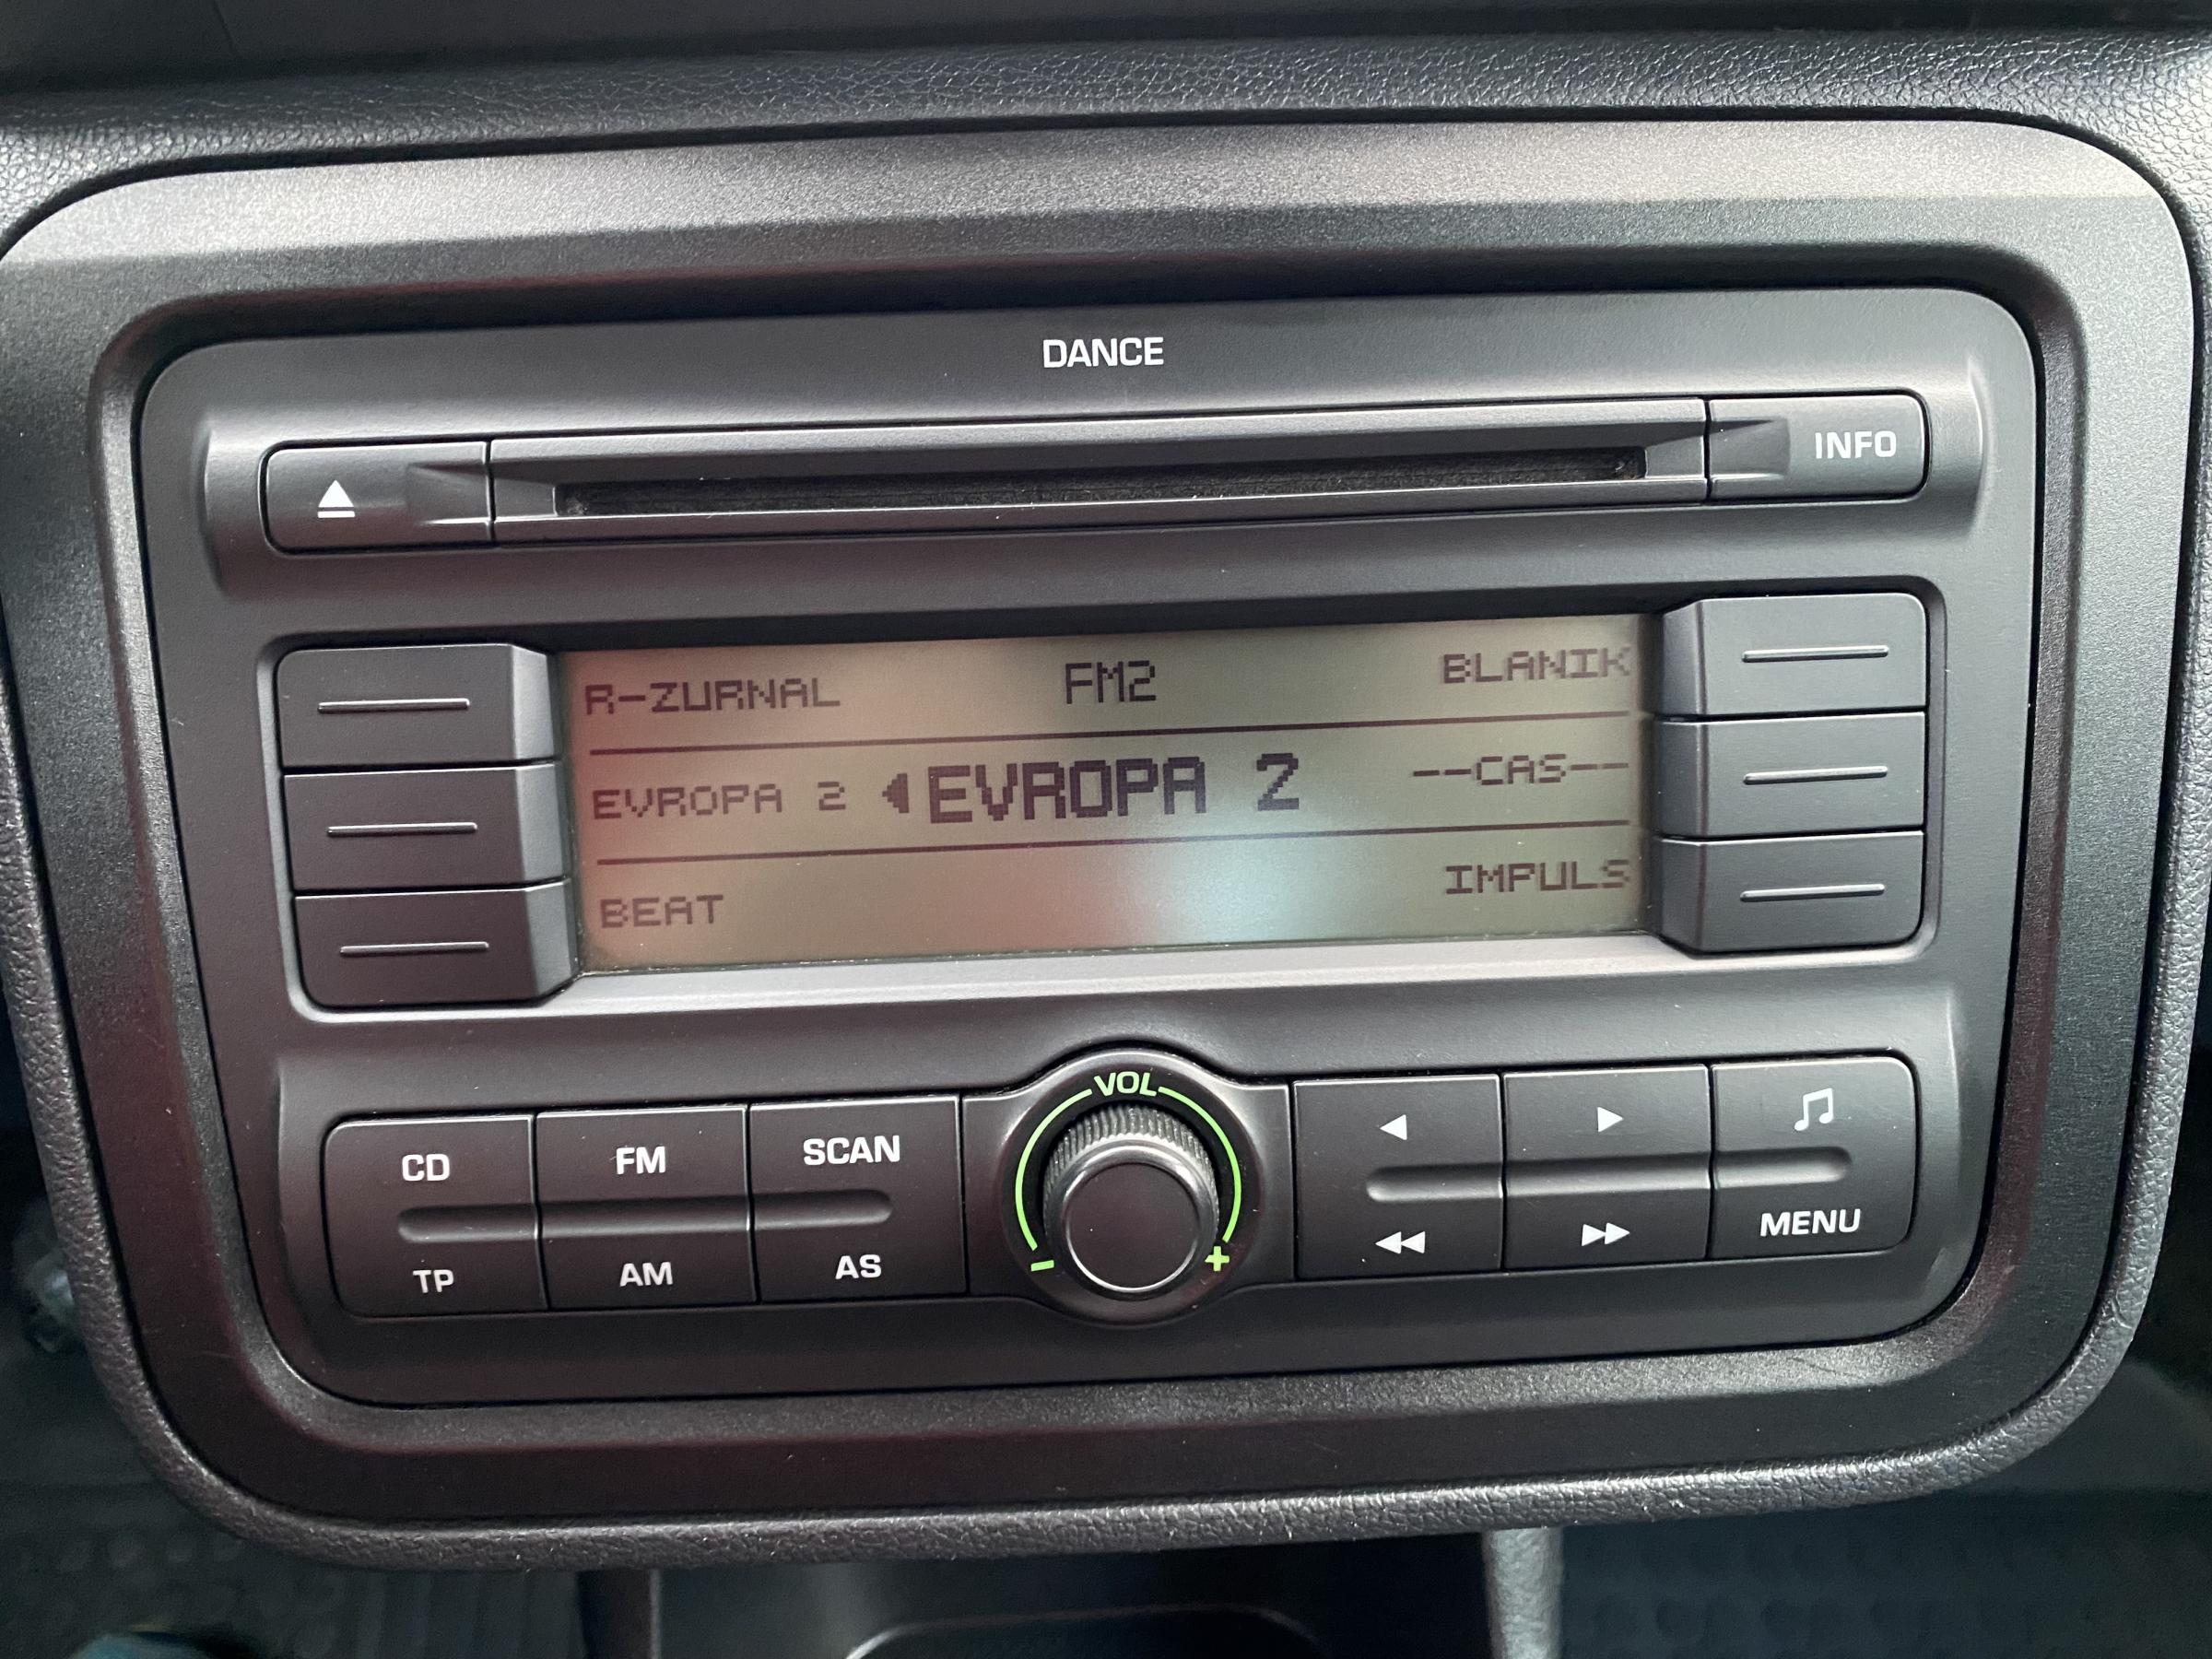 DANCE
INFO
R-ZURNAL FM2 BLANIK
EVROPA 2 EVROPA 2 --CAS--
BEAT IMPULS
VOL
CD FM SCAN
TP AM AS
- +
MENU